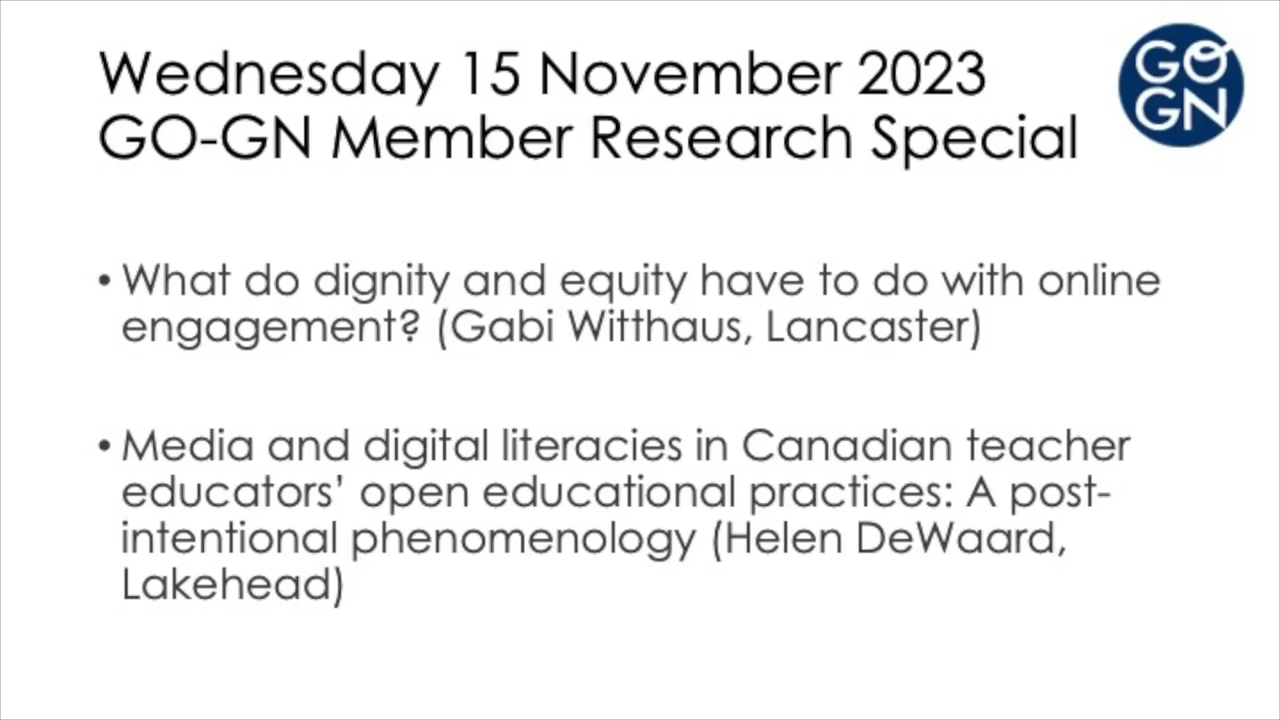 Wednesday 15 November 2023
GO-GN Member Research Special
GO
GN
• What do dignity and equity have to do with online
engagement? (Gabi Witthaus, Lancaster)
• Media and digital literacies in Canadian teacher
educators’ open educational practices: A post-
intentional phenomenology (Helen DeWaard,
Lakehead)